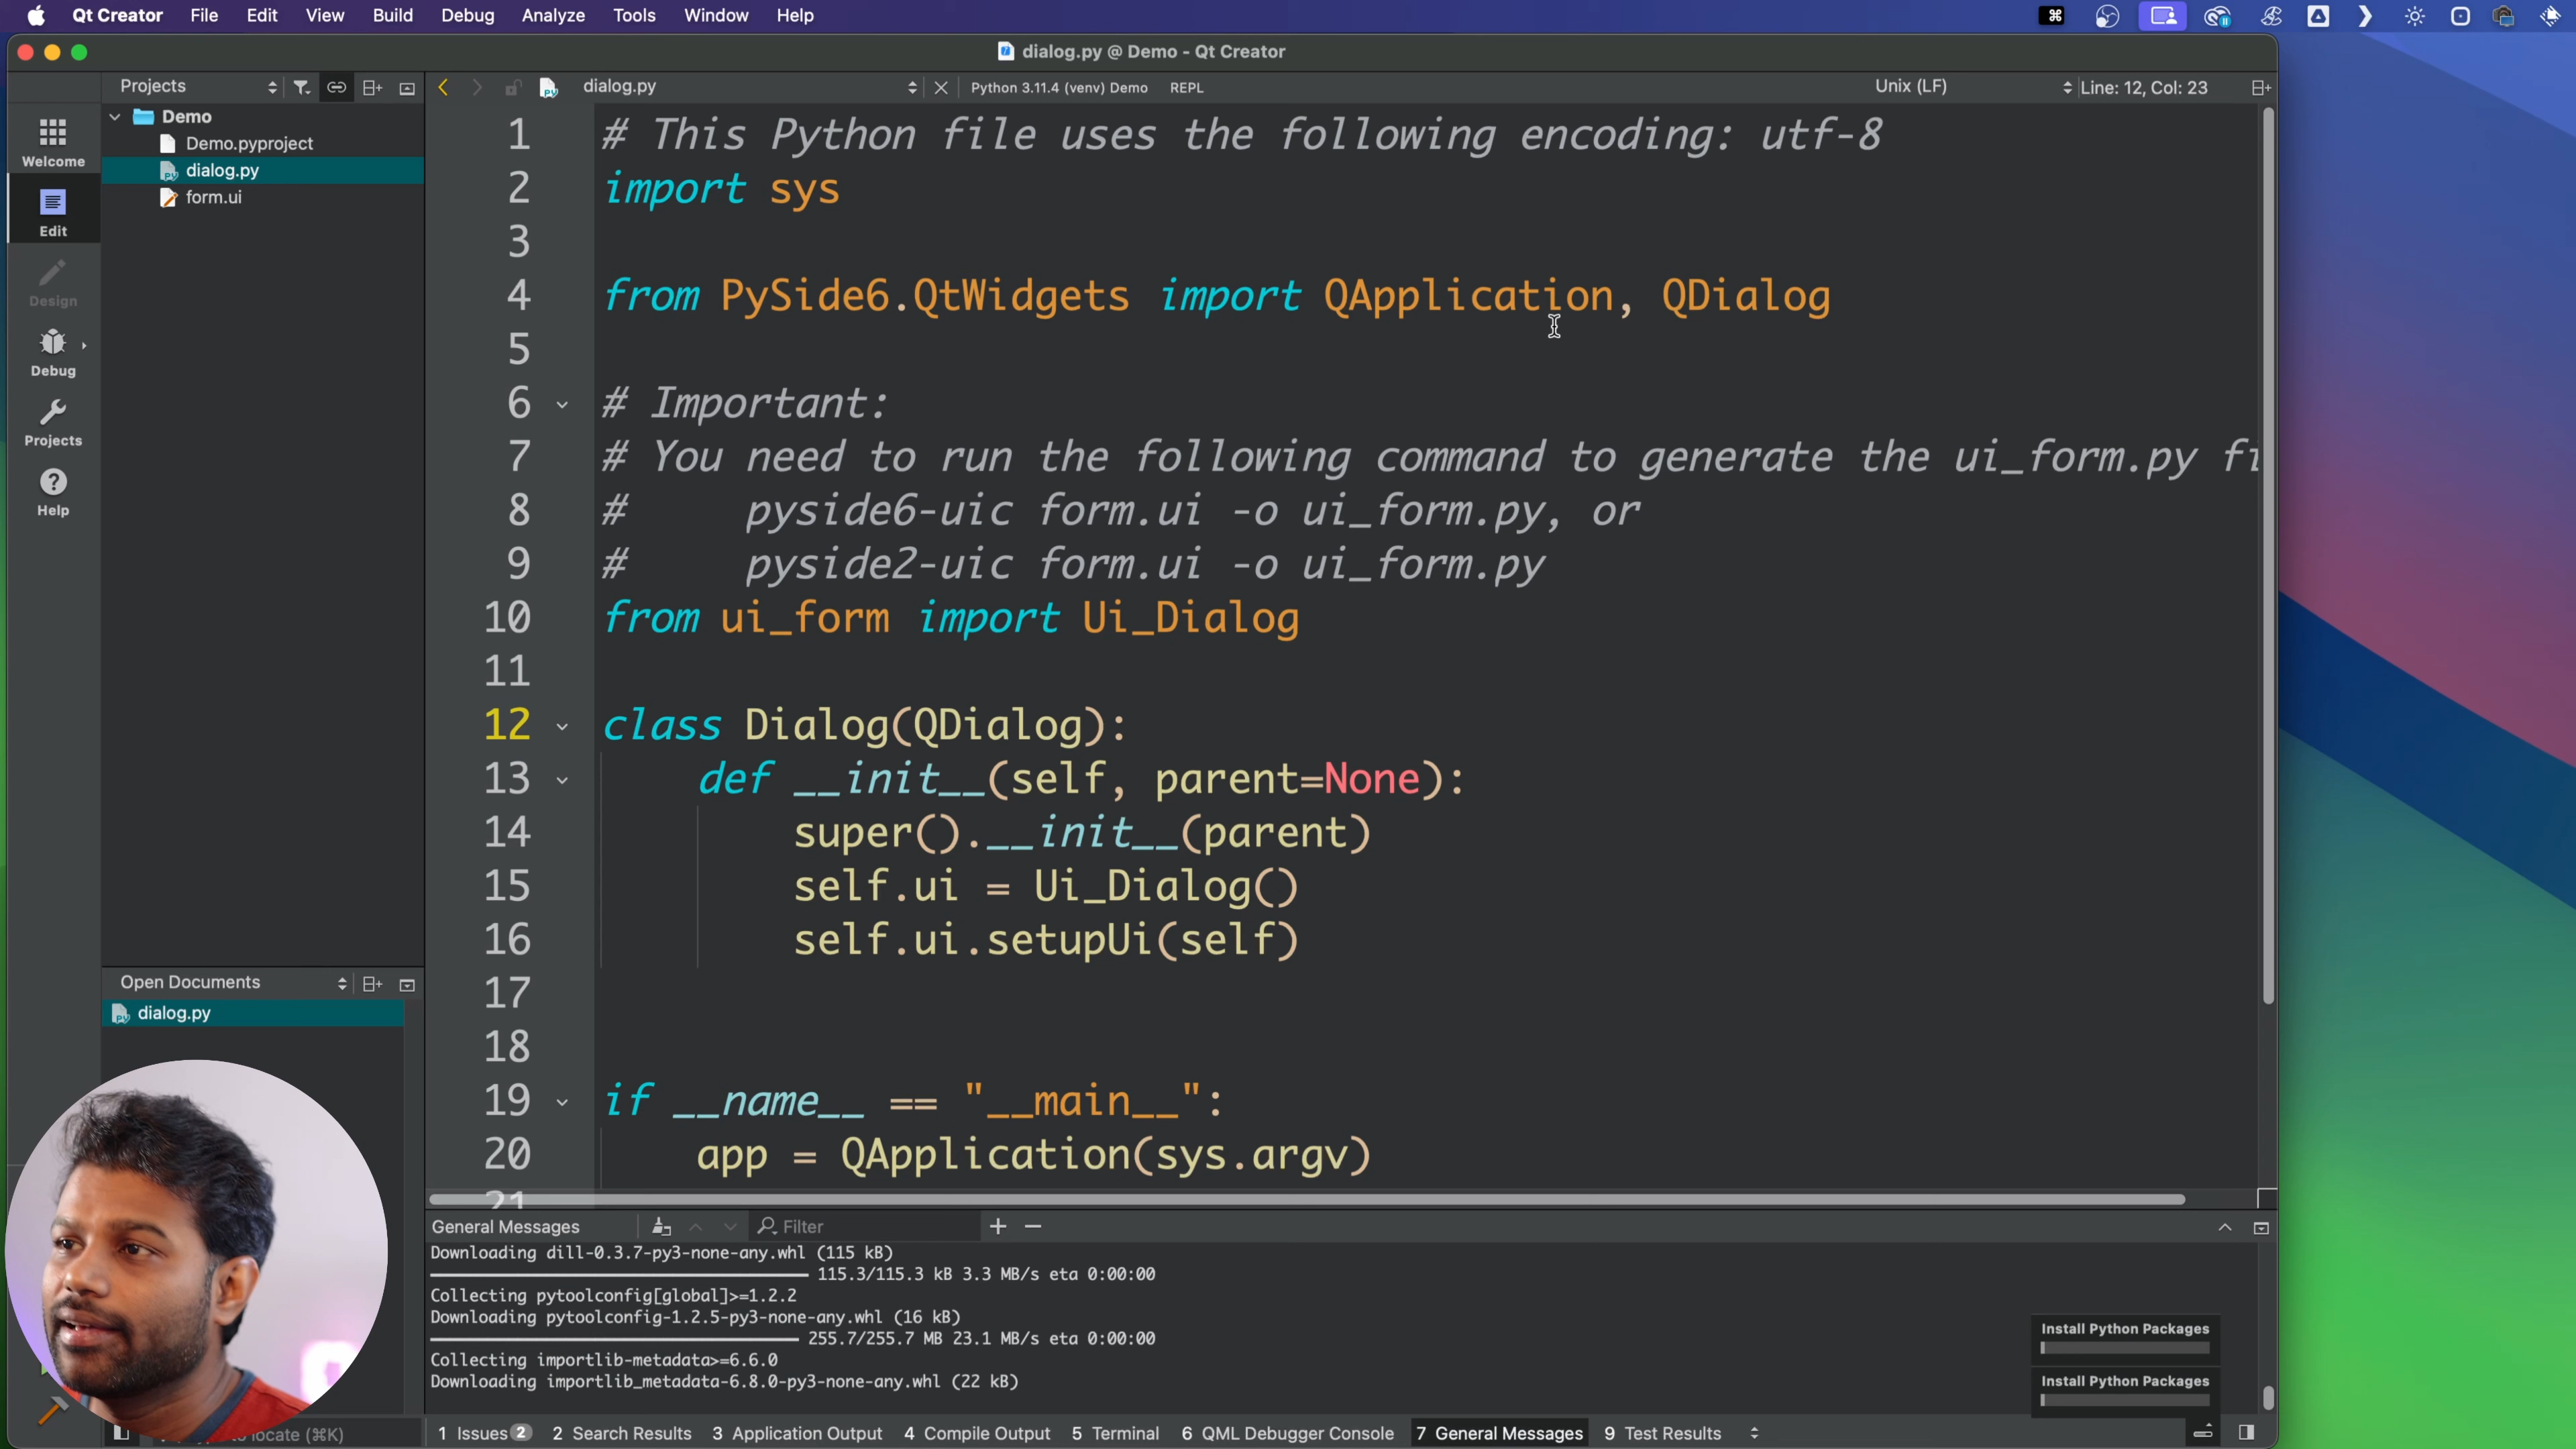 Qt Creator File Edit View Build Debug Analyze Tools Window Help
dialog.py @ Demo - Qt Creator
Projects
dialog.py
Python 3.11.4 (venv) Demo REPL
Unix (LF)
Line: 12, Col: 23
Welcome
Edit
Design
Debug
Projects
Help
Demo
Demo.pyproject
dialog.py
form.ui
1 # This Python file uses the following encoding: utf-8
2 import sys
3
4 from PySide6.QtWidgets import QApplication, QDialog
5
6 # Important:
7 # You need to run the following command to generate the ui_form.py fi
8 #     pyside6-uic form.ui -o ui_form.py, or
9 #     pyside2-uic form.ui -o ui_form.py
10 from ui_form import Ui_Dialog
11
12 class Dialog(QDialog):
13     def __init__(self, parent=None):
14         super().__init__(parent)
15         self.ui = Ui_Dialog()
16         self.ui.setupUi(self)
17
18
19 if __name__ == "__main__":
20     app = QApplication(sys.argv)
21
Open Documents
dialog.py
General Messages
Filter
Downloading dill-0.3.7-py3-none-any.whl (115 kB)
115.3/115.3 kB 3.3 MB/s eta 0:00:00
Collecting pytoolconfig[global]>=1.2.2
Downloading pytoolconfig-1.2.5-py3-none-any.whl (16 kB)
255.7/255.7 MB 23.1 MB/s eta 0:00:00
Collecting importlib-metadata>=6.6.0
Downloading importlib_metadata-6.8.0-py3-none-any.whl (22 kB)
Install Python Packages
Install Python Packages
to locate (⌘K)
1 Issues 2 2 Search Results 3 Application Output 4 Compile Output 5 Terminal 6 QML Debugger Console 7 General Messages 9 Test Results